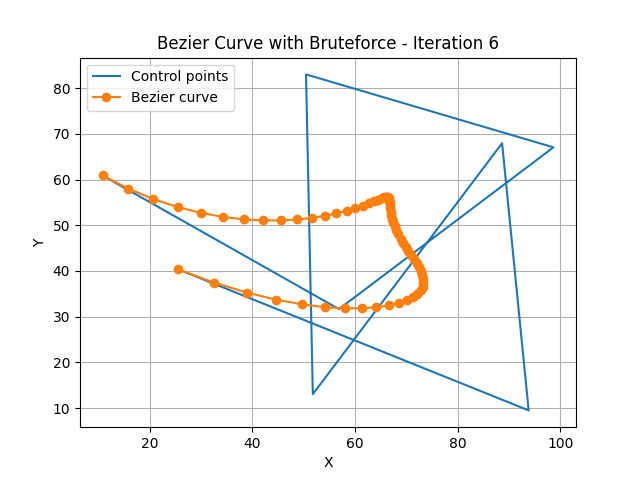 Bezier Curve with Bruteforce - Iteration 6
Control points
Bezier curve
80
70
60
50
40
30
20
10
Y
20 40 60 80 100
X